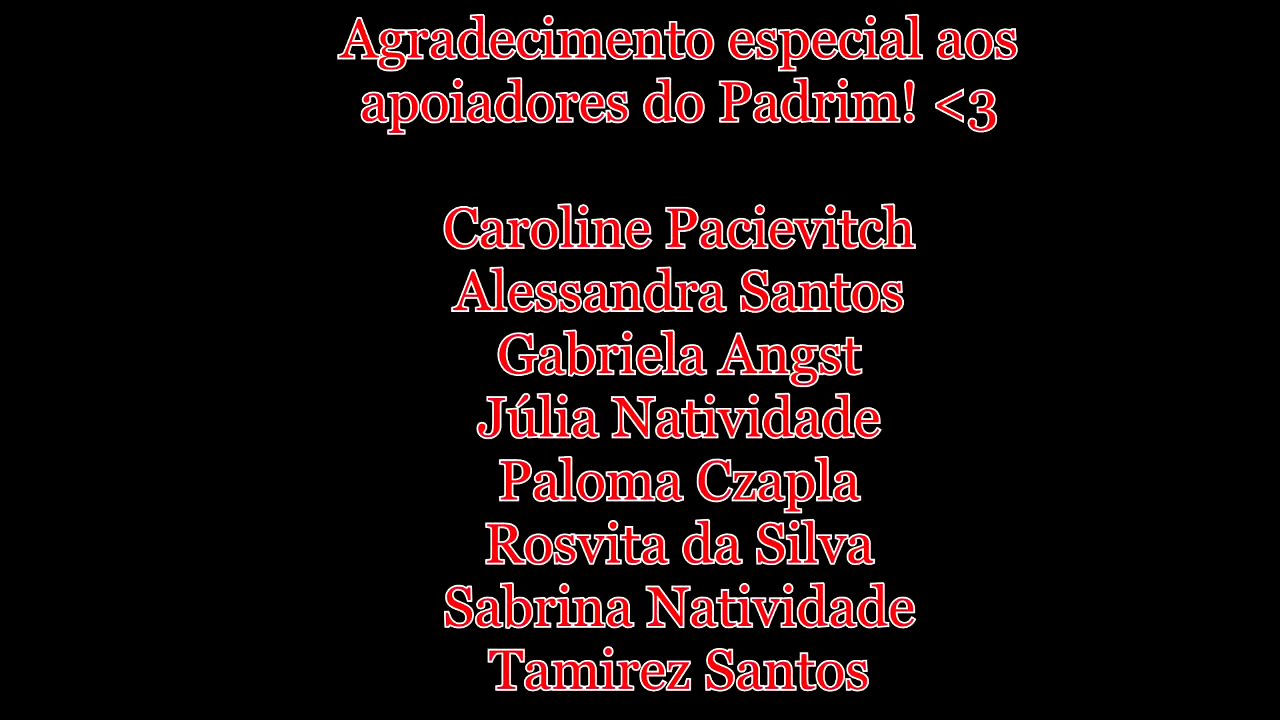 Agradecimento especial aos
apoiadores do Padrim! <3
Caroline Pacievitch
Alessandra Santos
Gabriela Angst
Júlia Natividade
Paloma Czapla
Rosvita da Silva
Sabrina Natividade
Tamirez Santos